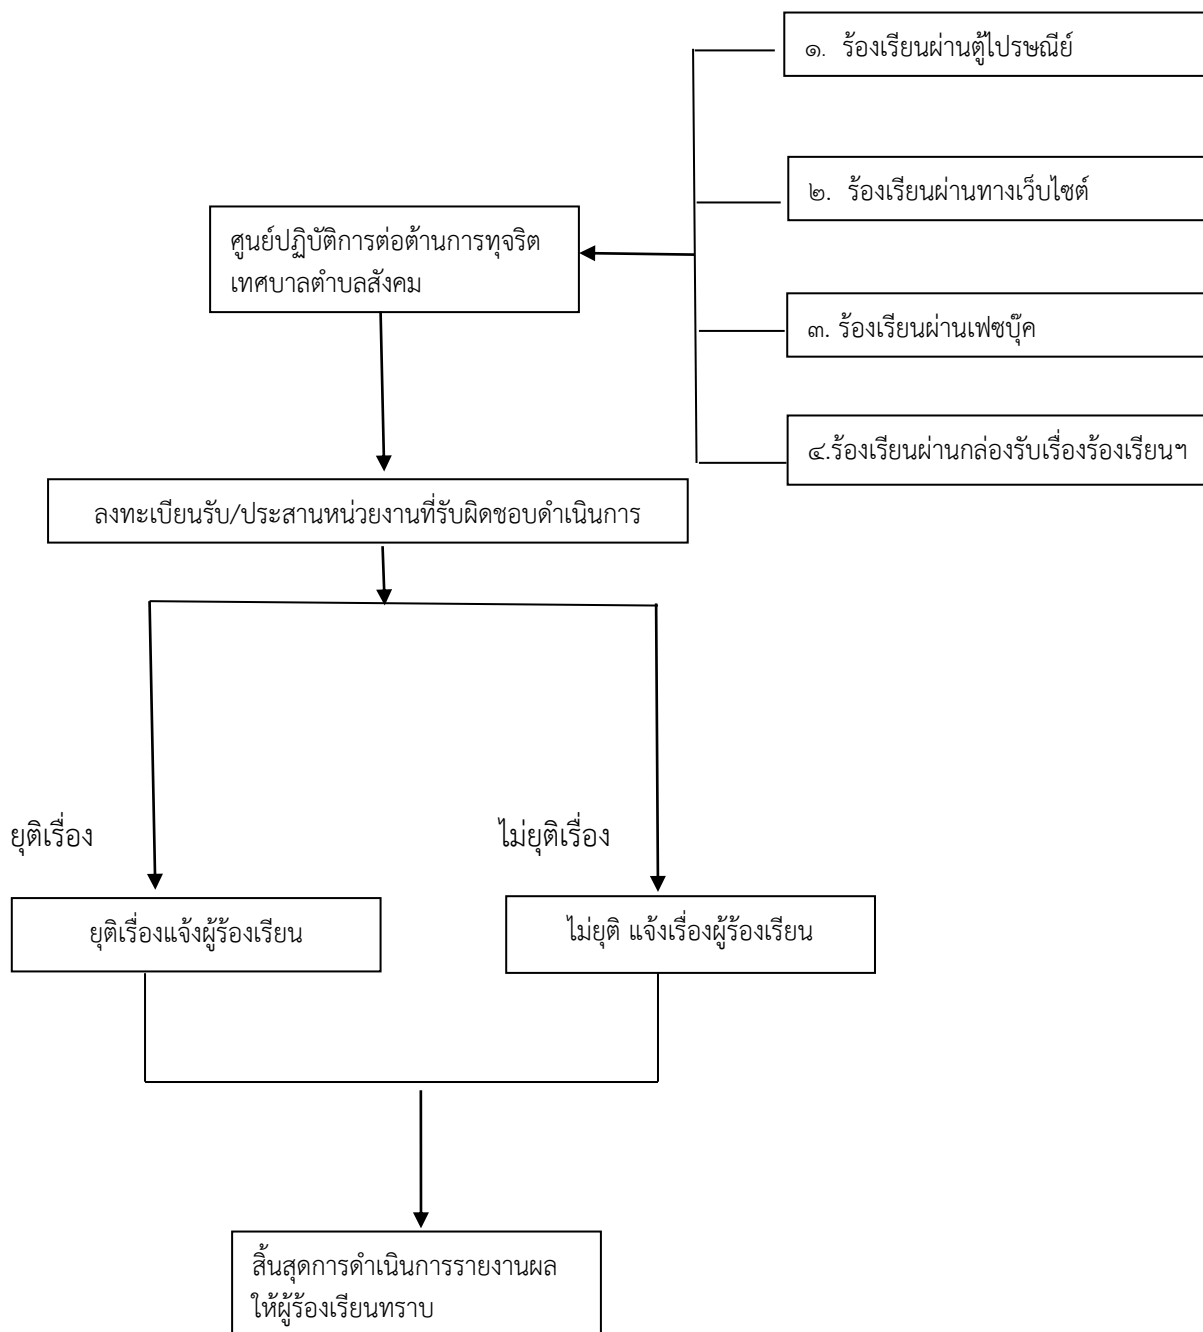 ๑. ร้องเรียนผ่านตู้ไปรษณีย์
๒. ร้องเรียนผ่านทางเว็บไซต์
ศูนย์ปฏิบัติการต่อต้านการทุจริต
เทศบาลตำบลสังคม
๓. ร้องเรียนผ่านเฟซบุ๊ค
๔.ร้องเรียนผ่านกล่องรับเรื่องร้องเรียนฯ
ลงทะเบียนรับ/ประสานหน่วยงานที่รับผิดชอบดำเนินการ
ยุติเรื่อง
ไม่ยุติเรื่อง
ยุติเรื่องแจ้งผู้ร้องเรียน
ไม่ยุติ แจ้งเรื่องผู้ร้องเรียน
สิ้นสุดการดำเนินการรายงานผล
ให้ผู้ร้องเรียนทราบ